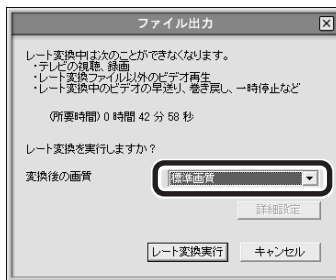 ファイル出力
レート変換中は次のことができなくなります。
・テレビの視聴、録画
・レート変換ファイル以外のビデオ再生
・レート変換中のビデオの早送り、巻き戻し、一時停止など
(所要時間) 0 時間 42 分 58 秒
レート変換を実行しますか?
変換後の画質 標準画質
詳細設定
レート変換実行 キャンセル